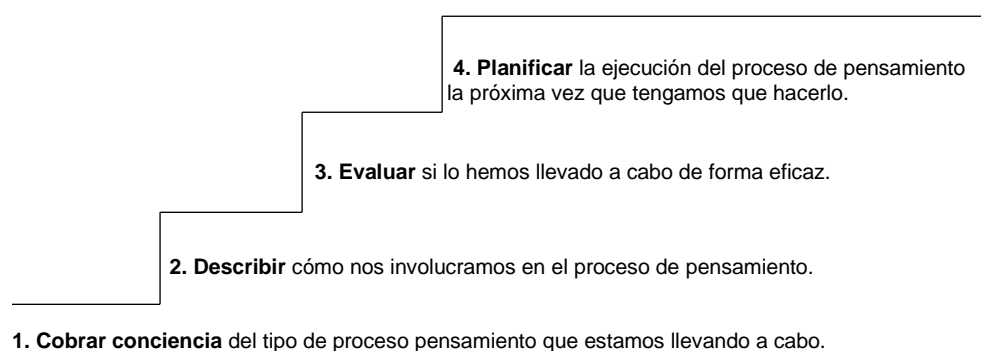 4. Planificar la ejecución del proceso de pensamiento
la próxima vez que tengamos que hacerlo.
3. Evaluar si lo hemos llevado a cabo de forma eficaz.
2. Describir cómo nos involucramos en el proceso de pensamiento.
1. Cobrar conciencia del tipo de proceso pensamiento que estamos llevando a cabo.